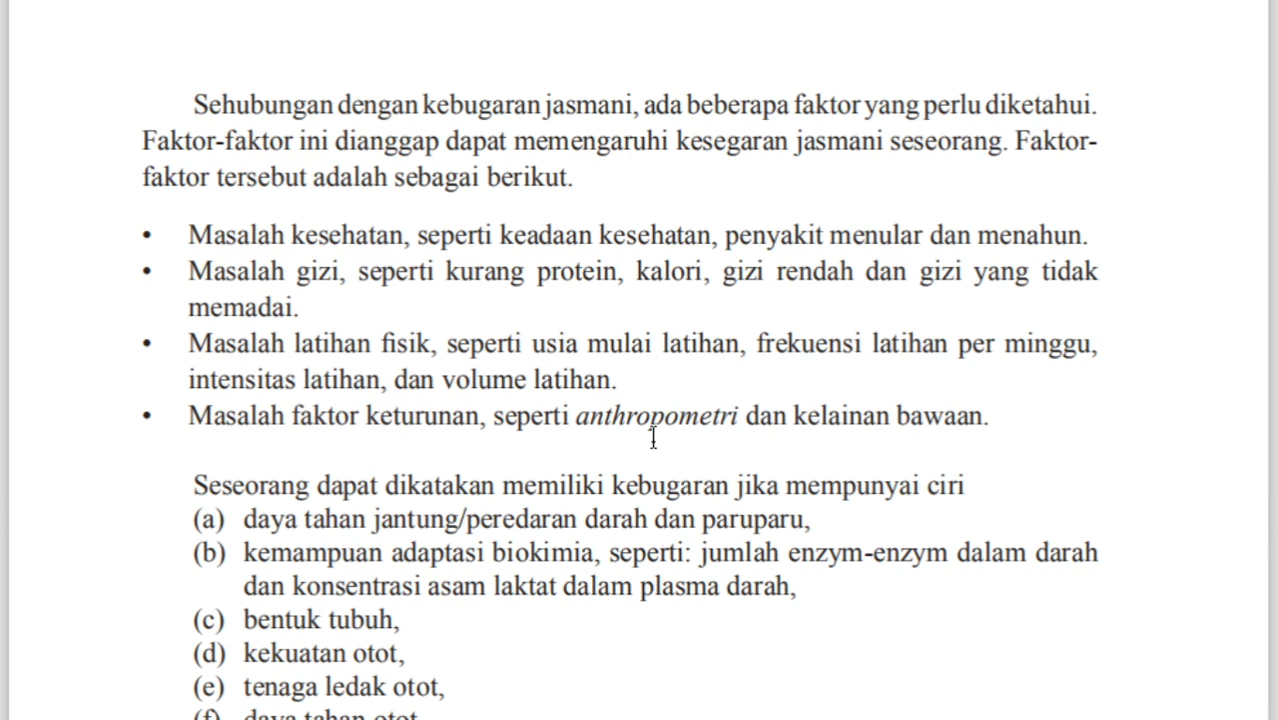 Sehubungan dengan kebugaran jasmani, ada beberapa faktor yang perlu diketahui.
Faktor-faktor ini dianggap dapat memengaruhi kesegaran jasmani seseorang. Faktor-
faktor tersebut adalah sebagai berikut.
• Masalah kesehatan, seperti keadaan kesehatan, penyakit menular dan menahun.
• Masalah gizi, seperti kurang protein, kalori, gizi rendah dan gizi yang tidak
memadai.
• Masalah latihan fisik, seperti usia mulai latihan, frekuensi latihan per minggu,
intensitas latihan, dan volume latihan.
• Masalah faktor keturunan, seperti anthropometri dan kelainan bawaan.
Seseorang dapat dikatakan memiliki kebugaran jika mempunyai ciri
(a) daya tahan jantung/peredaran darah dan paruparu,
(b) kemampuan adaptasi biokimia, seperti: jumlah enzym-enzym dalam darah
dan konsentrasi asam laktat dalam plasma darah,
(c) bentuk tubuh,
(d) kekuatan otot,
(e) tenaga ledak otot,
(f) daya tahan otot